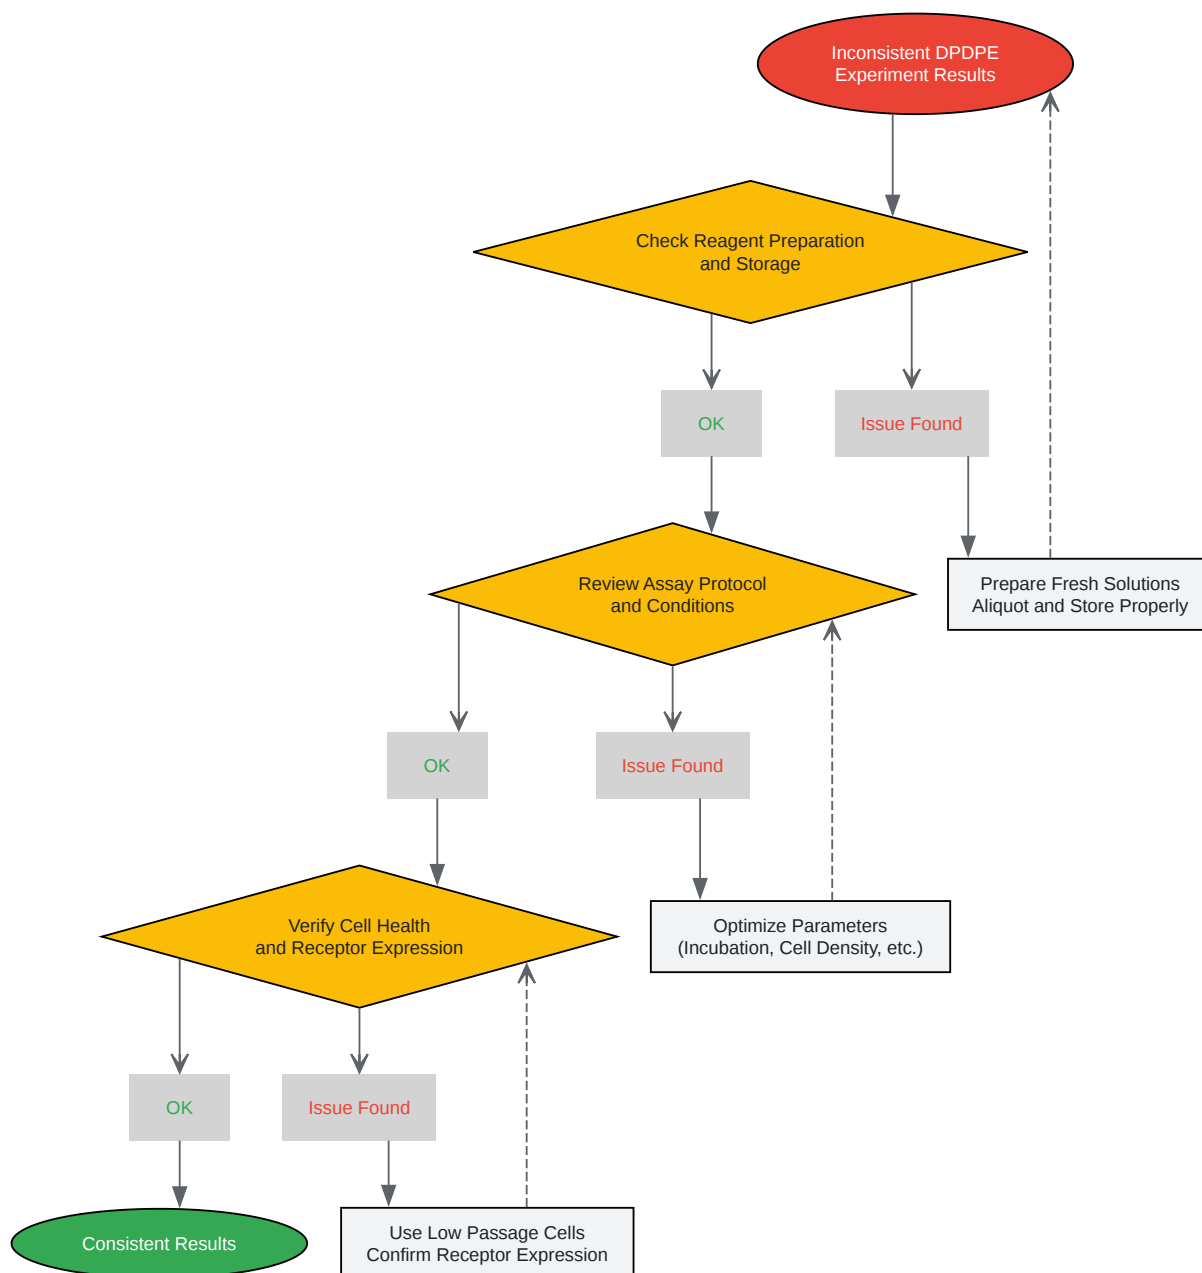 Inconsistent DPDPE
Experiment Results
Check Reagent Preparation
and Storage
OK
Issue Found
Review Assay Protocol
and Conditions
Prepare Fresh Solutions
Aliquot and Store Properly
OK
Issue Found
Verify Cell Health
and Receptor Expression
Optimize Parameters
(Incubation, Cell Density, etc.)
OK
Issue Found
Consistent Results
Use Low Passage Cells
Confirm Receptor Expression